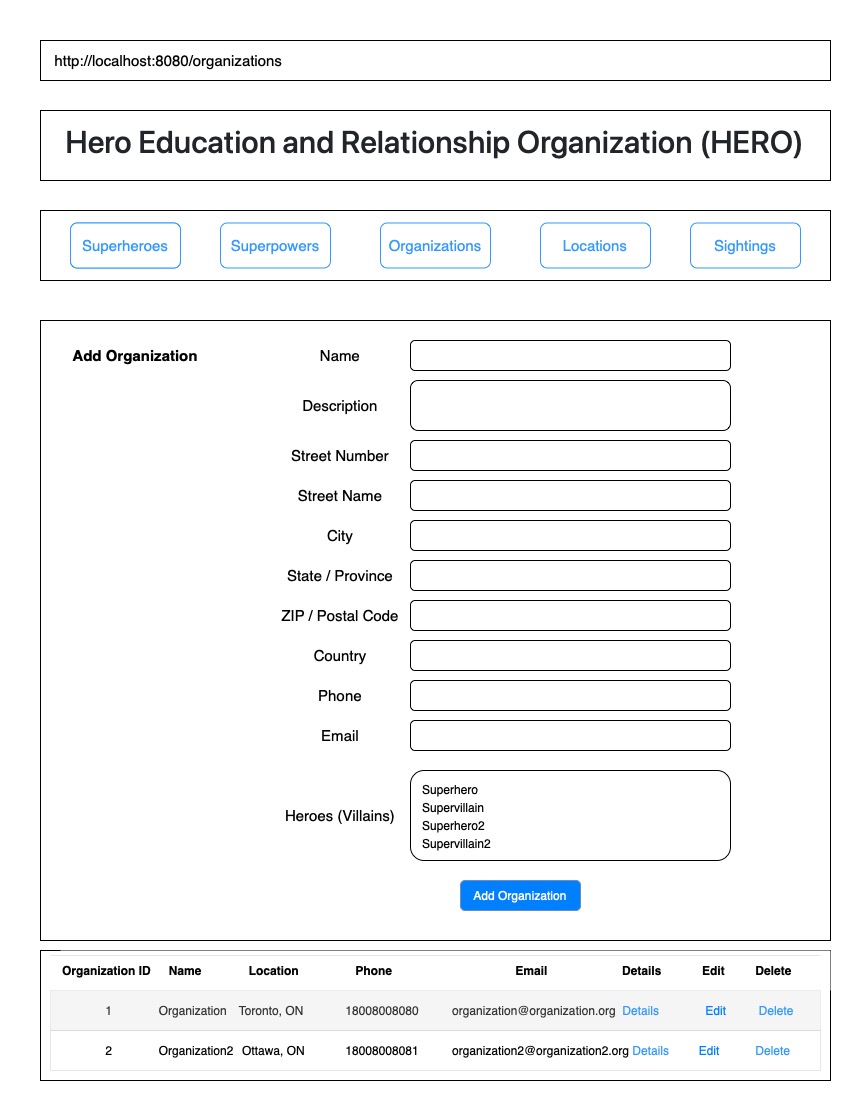 http://localhost:8080/organizations
Hero Education and Relationship Organization (HERO)
Superheroes Superpowers Organizations Locations Sightings
Add Organization Name
Description
Street Number
Street Name
City
State / Province
ZIP / Postal Code
Country
Phone
Email
Heroes (Villains)
Superhero
Supervillain
Superhero2
Supervillain2
Add Organization
Organization ID Name Location Phone Email Details Edit Delete
1 Organization Toronto, ON 18008008080 organization@organization.org Details Edit Delete
2 Organization2 Ottawa, ON 18008008081 organization2@organization2.org Details Edit Delete